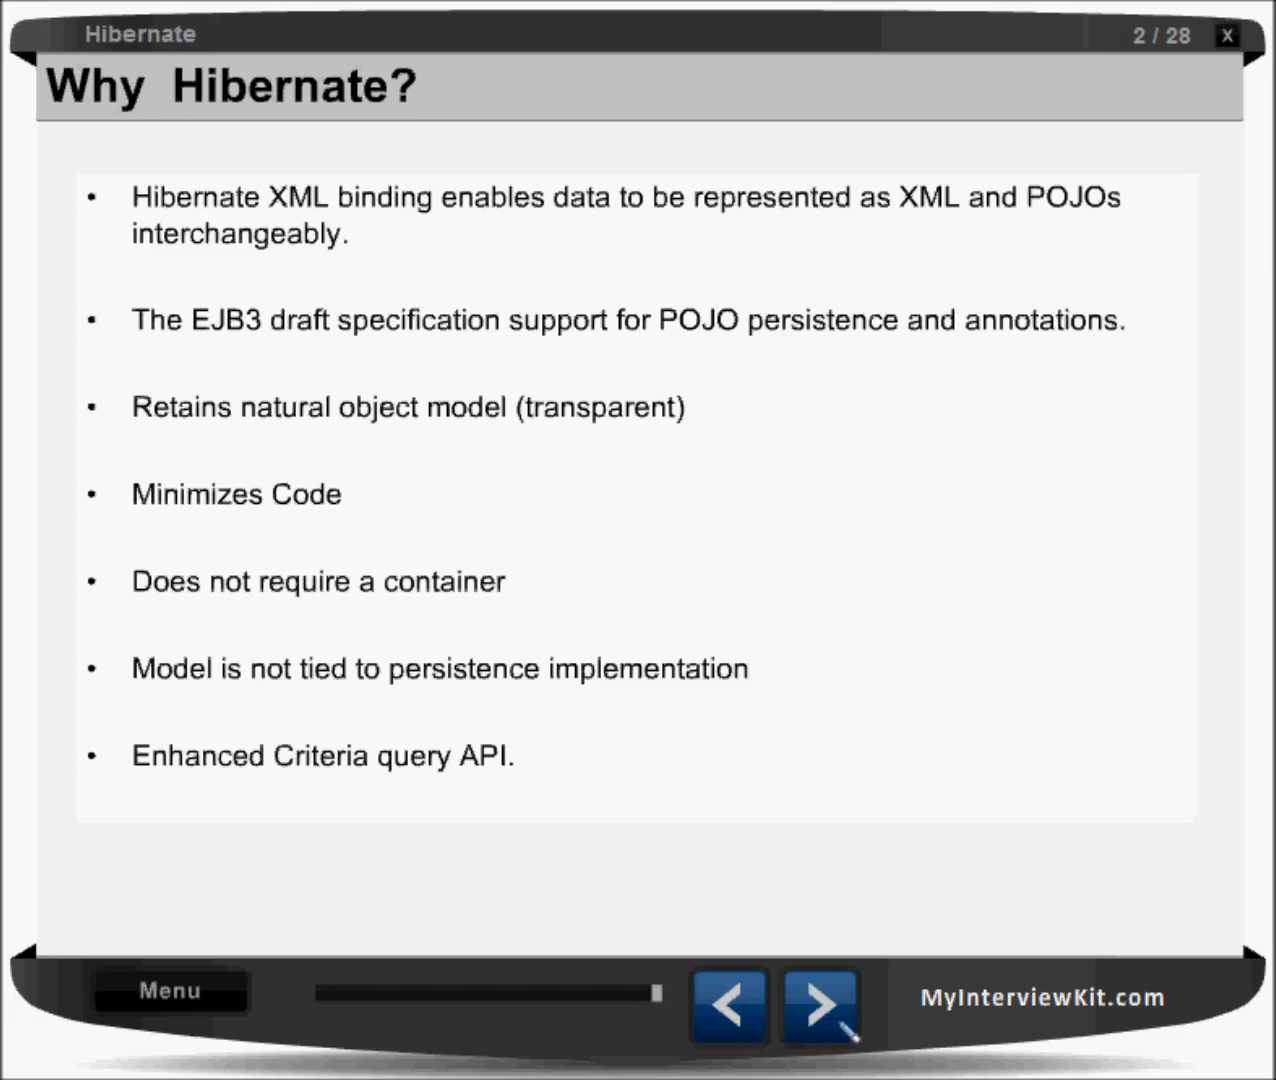 Hibernate
2 / 28
X
Why Hibernate?
• Hibernate XML binding enables data to be represented as XML and POJOs
interchangeably.
• The EJB3 draft specification support for POJO persistence and annotations.
• Retains natural object model (transparent)
• Minimizes Code
• Does not require a container
• Model is not tied to persistence implementation
• Enhanced Criteria query API.
Menu
MyInterviewKit.com